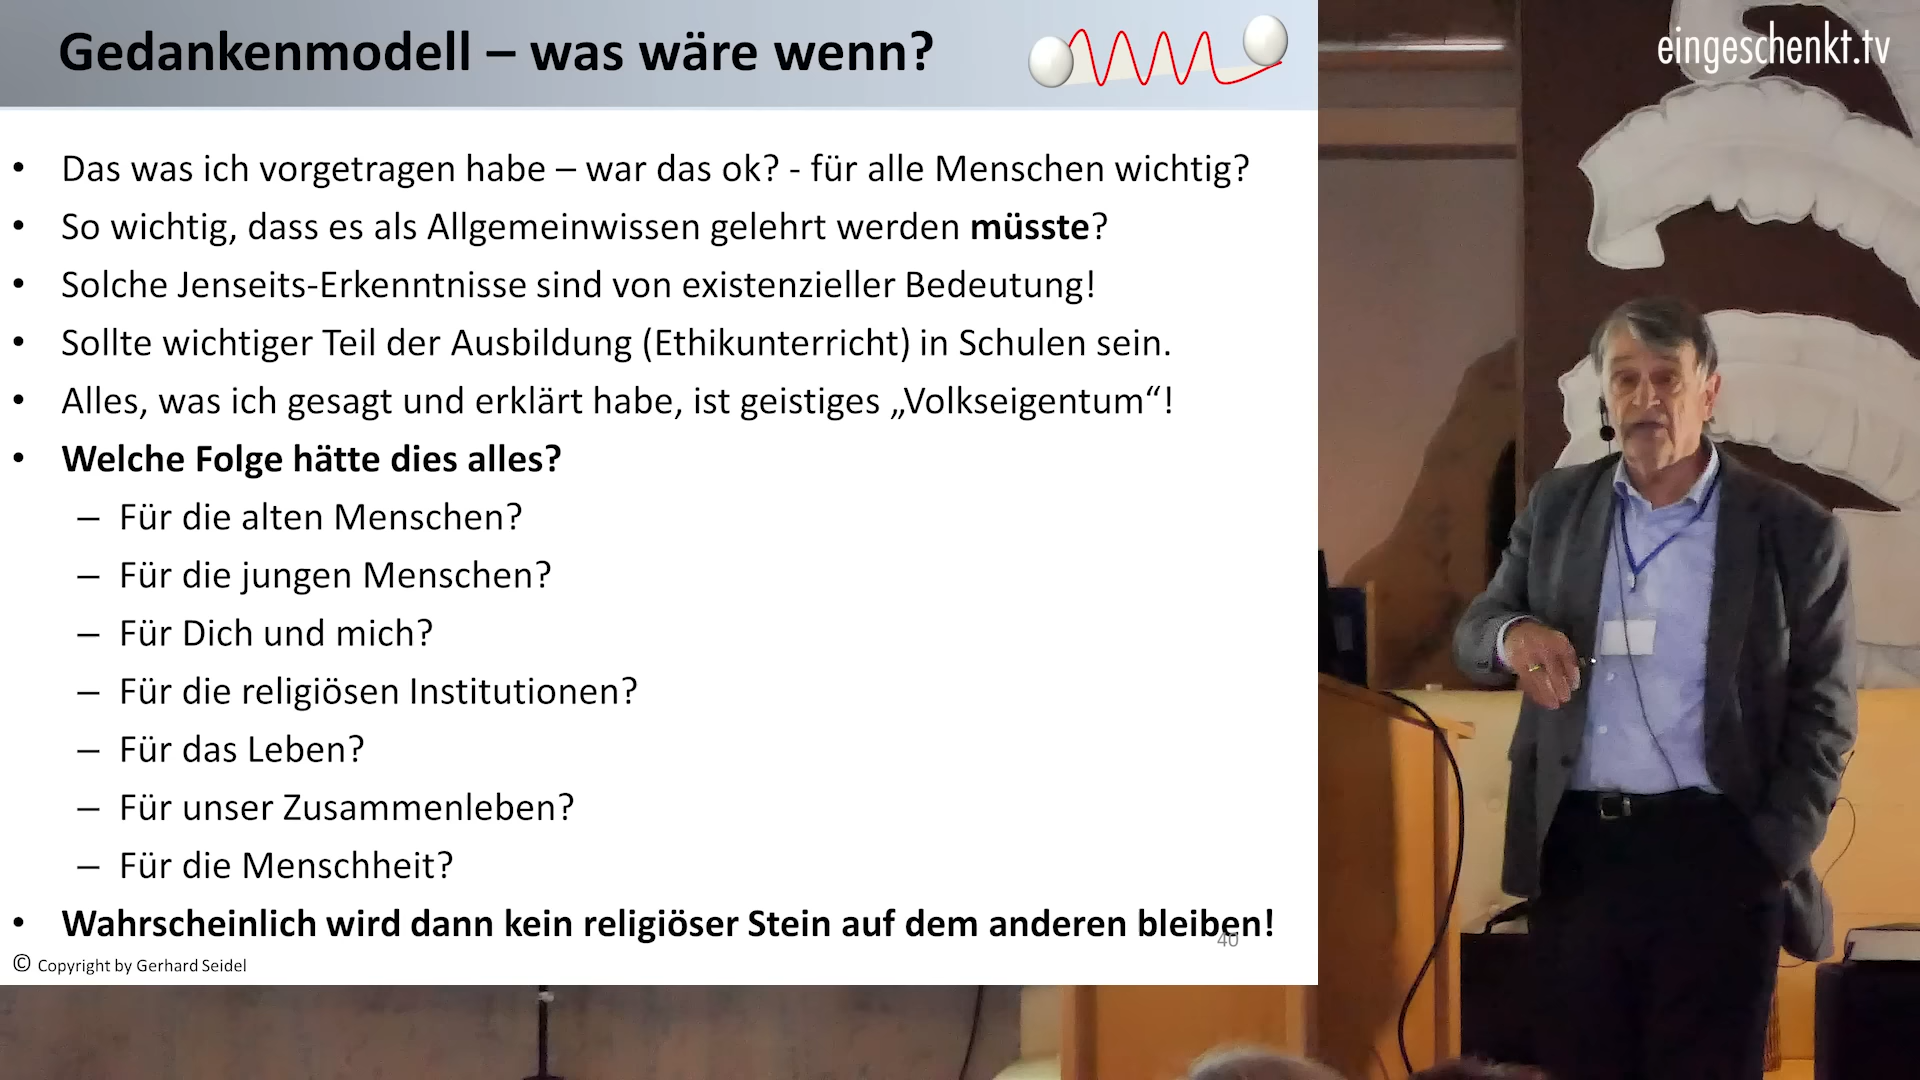 Gedankenmodell – was wäre wenn?
eingeschenkt.tv
• Das was ich vorgetragen habe – war das ok? - für alle Menschen wichtig?
• So wichtig, dass es als Allgemeinwissen gelehrt werden müsste?
• Solche Jenseits-Erkenntnisse sind von existenzieller Bedeutung!
• Sollte wichtiger Teil der Ausbildung (Ethikunterricht) in Schulen sein.
• Alles, was ich gesagt und erklärt habe, ist geistiges „Volkseigentum“!
• Welche Folge hätte dies alles?
– Für die alten Menschen?
– Für die jungen Menschen?
– Für Dich und mich?
– Für die religiösen Institutionen?
– Für das Leben?
– Für unser Zusammenleben?
– Für die Menschheit?
• Wahrscheinlich wird dann kein religiöser Stein auf dem anderen bleiben!
40
© Copyright by Gerhard Seidel